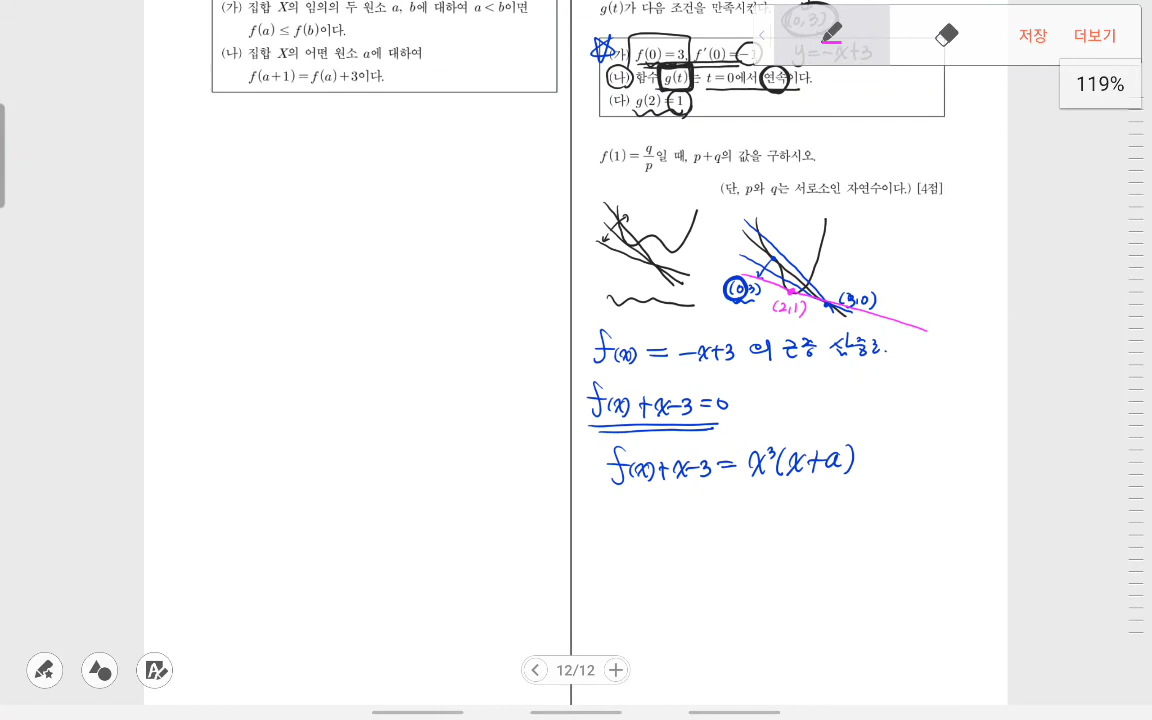 (가) 집합 X의 임의의 두 원소 a, b에 대하여 a < b이면
f(a) ≤ f(b)이다.
(나) 집합 X의 어떤 원소 a에 대하여
f(a+1)=f(a)+3이다.
g(t)가 다음 조건을 만족시킨다.
(0, 3)
y=-x+3
(가) f(0)=3, f′(0)=-1
(나) 함수 g(t)는 t=0에서 연속이다.
(다) g(2)=1
f(1)=q/p일 때, p+q의 값을 구하시오.
(단, p와 q는 서로소인 자연수이다.) [4점]
(0,3)
(2,1)
(3,0)
f(x) = -x+3 의 근중 삼중근.
f(x)+x-3=0
f(x)+x-3= x³(x+a)
저장
더보기
119%
12/12